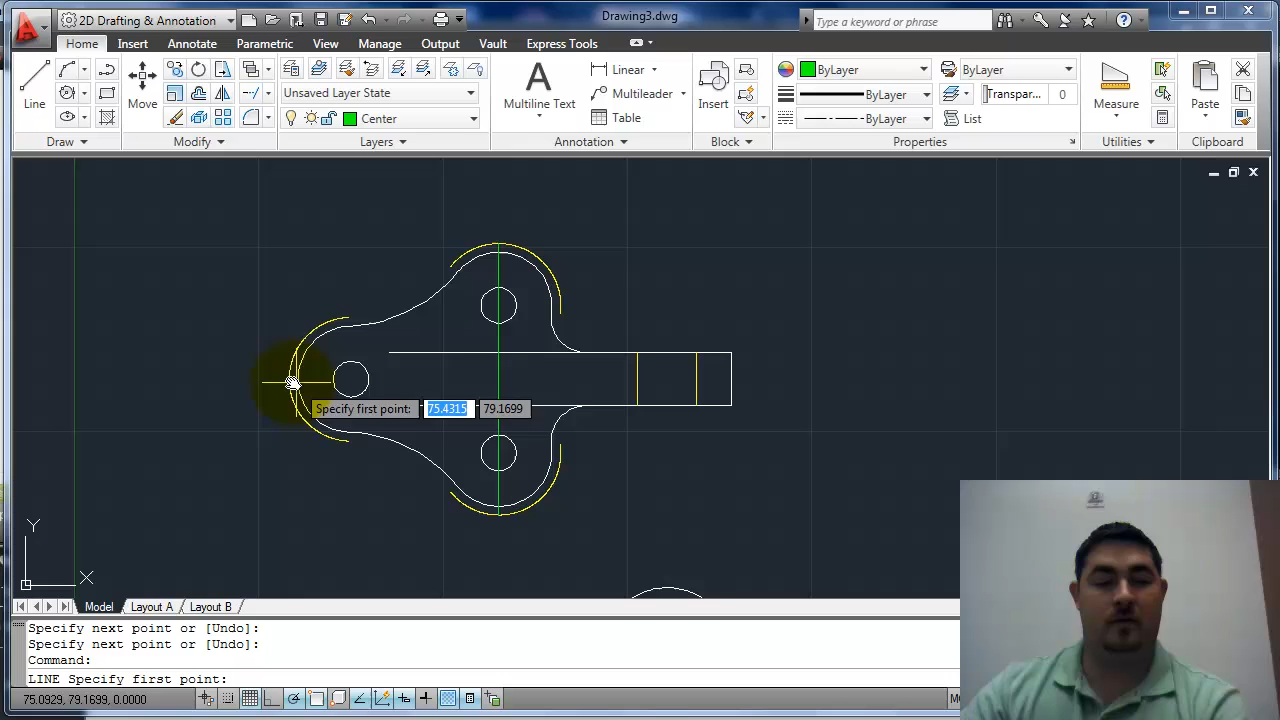 2D Drafting & Annotation
Drawing3.dwg
Type a keyword or phrase
Home Insert Annotate Parametric View Manage Output Vault Express Tools
Line
Move
Unsaved Layer State
Center
Multiline Text
Linear
Multileader
Table
Insert
ByLayer
ByLayer
ByLayer
Transpar... 0
ByLayer
List
Measure
Paste
Draw Modify Layers Annotation Block Properties Utilities Clipboard
Specify first point: 75.4315 79.1699
Y
X
Model Layout A Layout B
Specify next point or [Undo]:
Specify next point or [Undo]:
Command:
LINE Specify first point:
75.0929, 79.1699, 0.0000